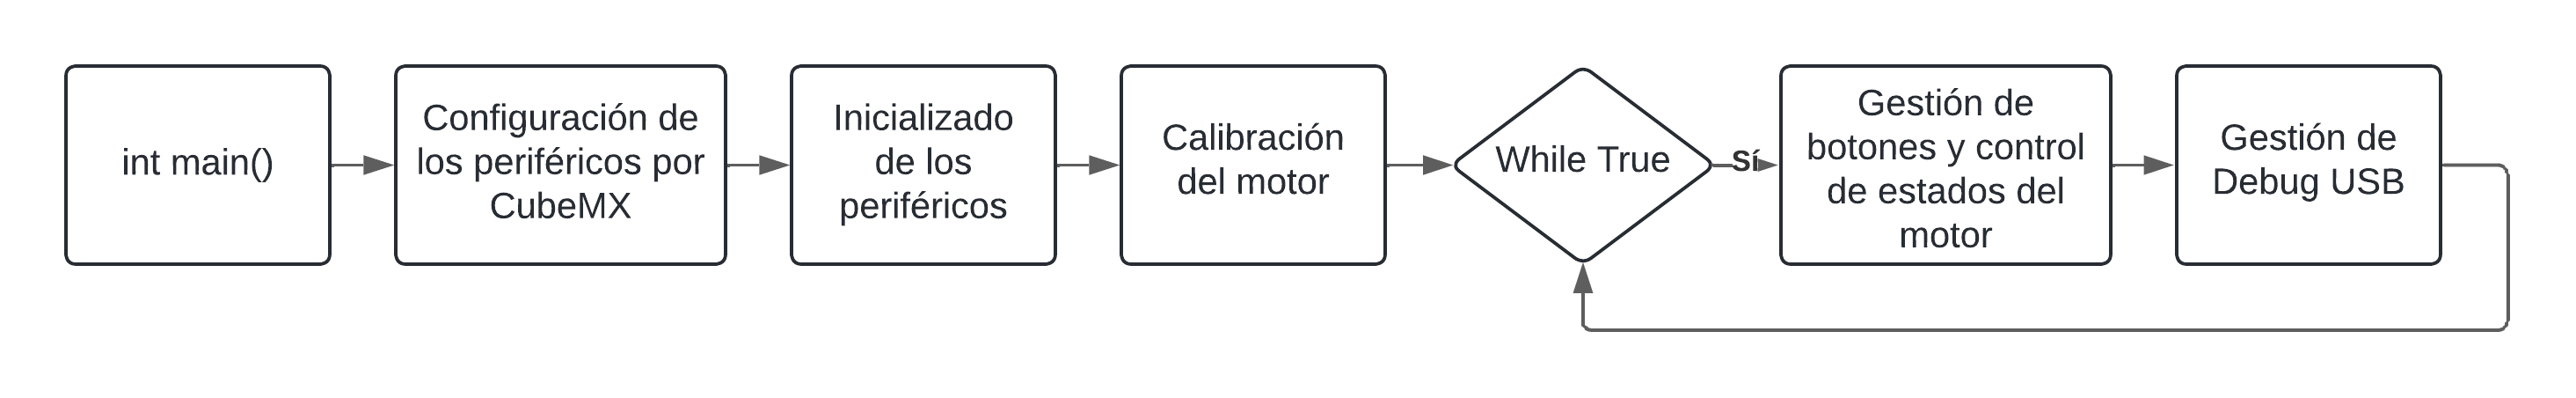 int main()
Configuración de
los periféricos por
CubeMX
Inicializado
de los
periféricos
Calibración
del motor
While True
Sí
Gestión de
botones y control
de estados del
motor
Gestión de
Debug USB